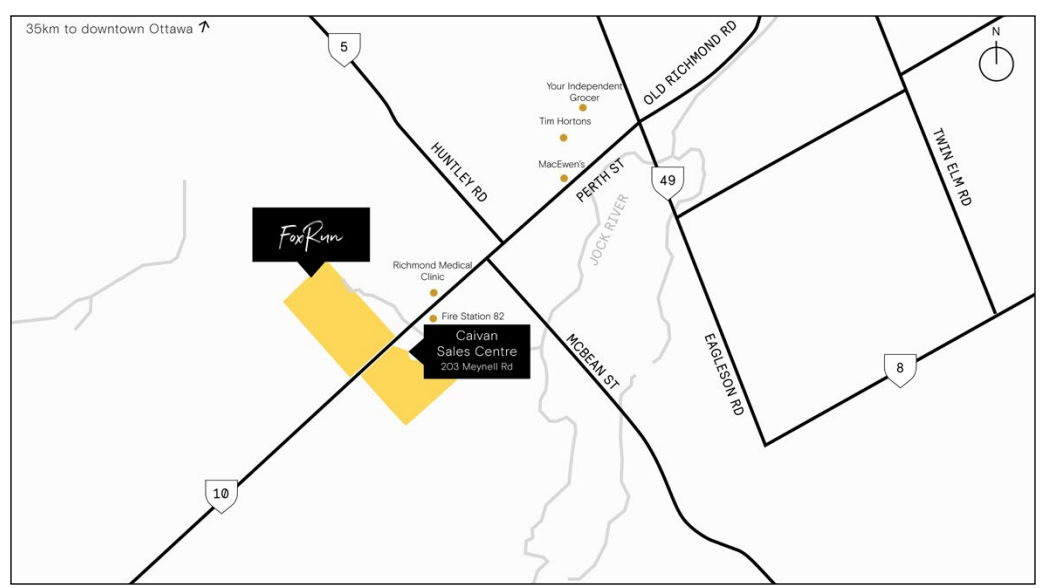 35km to downtown Ottawa
5
N
OLD RICHMOND RD
Your Independent
Grocer
Tim Hortons
TWIN ELM RD
HUNTLEY RD
MacEwen's
PERTH ST
49
JOCK RIVER
FoxRun
Richmond Medical
Clinic
Fire Station 82
Caivan
Sales Centre
203 Meynell Rd
MCBEAN ST
EAGLESON RD
8
10